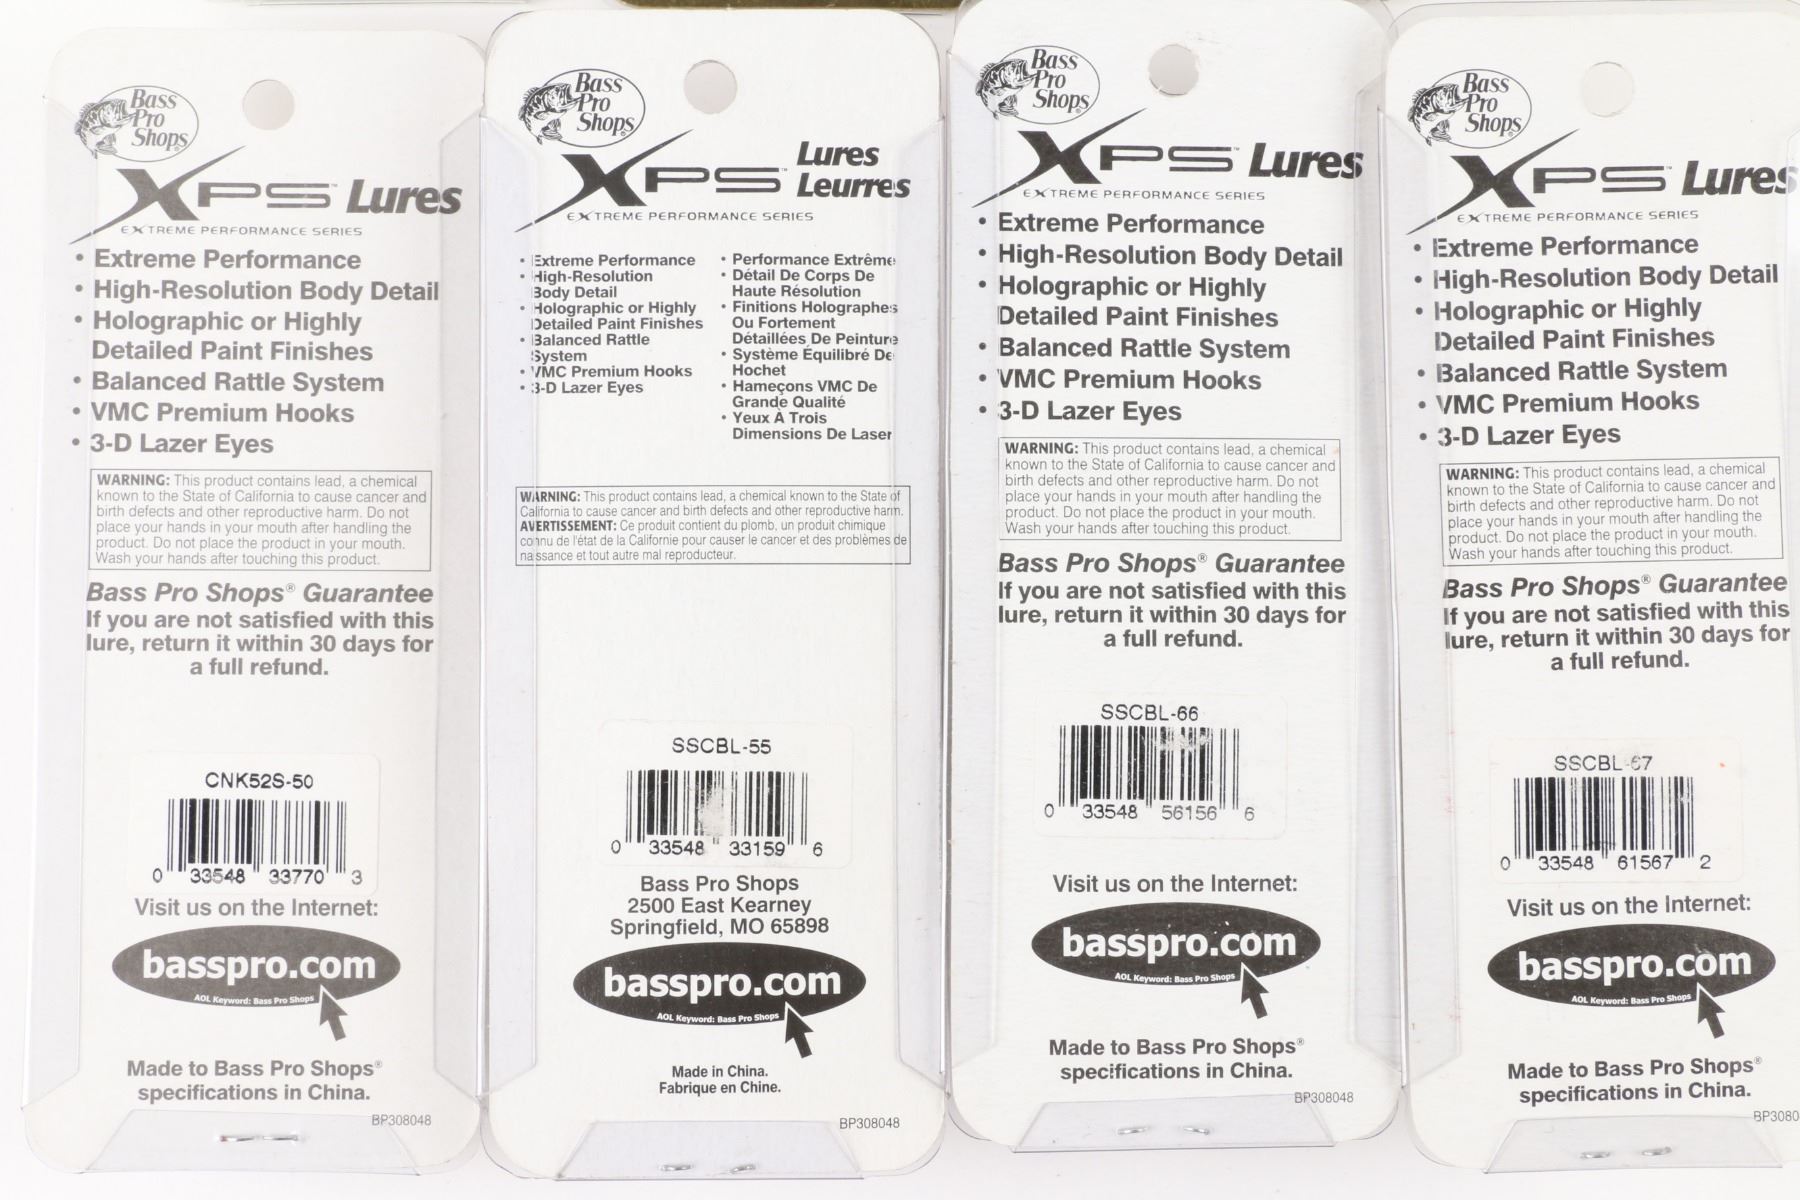 Bass
Pro
Shops
XPS™ Lures
EXTREME PERFORMANCE SERIES
• Extreme Performance
• High-Resolution Body Detail
• Holographic or Highly
Detailed Paint Finishes
• Balanced Rattle System
• VMC Premium Hooks
• 3-D Lazer Eyes
WARNING: This product contains lead, a chemical
known to the State of California to cause cancer and
birth defects and other reproductive harm. Do not
place your hands in your mouth after handling the
product. Do not place the product in your mouth.
Wash your hands after touching this product.
Bass Pro Shops® Guarantee
If you are not satisfied with this
lure, return it within 30 days for
a full refund.
CNK52S-50
0 33548 33770 3
Visit us on the Internet:
basspro.com
AOL Keyword: Bass Pro Shops
Made to Bass Pro Shops®
specifications in China.
BP308048
Bass
Pro
Shops®
XPS™ Lures
Leurres
EXTREME PERFORMANCE SERIES
• Extreme Performance
• High-Resolution
Body Detail
• Holographic or Highly
Detailed Paint Finishes
• Balanced Rattle
System
• VMC Premium Hooks
• 3-D Lazer Eyes
• Performance Extrême
• Détail De Corps De
Haute Résolution
• Finitions Holographes
Ou Fortement
Détaillées De Peinture
• Système Équilibré De
Hochet
• Hameçons VMC De
Grande Qualité
• Yeux À Trois
Dimensions De Laser
WARNING: This product contains lead, a chemical known to the State of
California to cause cancer and birth defects and other reproductive harm.
AVERTISSEMENT: Ce produit contient du plomb, un produit chimique
connu de l'état de la Californie pour causer le cancer et des problèmes de
naissance et tout autre mal reproducteur.
SSCBL-55
0 33548 33159 6
Bass Pro Shops
2500 East Kearney
Springfield, MO 65898
basspro.com
AOL Keyword: Bass Pro Shops
Made in China.
Fabrique en Chine.
BP308048
Bass
Pro
Shops®
XPS™ Lures
EXTREME PERFORMANCE SERIES
• Extreme Performance
• High-Resolution Body Detail
• Holographic or Highly
Detailed Paint Finishes
• Balanced Rattle System
• VMC Premium Hooks
• 3-D Lazer Eyes
WARNING: This product contains lead, a chemical
known to the State of California to cause cancer and
birth defects and other reproductive harm. Do not
place your hands in your mouth after handling the
product. Do not place the product in your mouth.
Wash your hands after touching this product.
Bass Pro Shops® Guarantee
If you are not satisfied with this
lure, return it within 30 days for
a full refund.
SSCBL-66
0 33548 56156 6
Visit us on the Internet:
basspro.com
AOL Keyword: Bass Pro Shops
Made to Bass Pro Shops®
specifications in China.
BP308048
Bass
Pro
Shops®
XPS™ Lures
EXTREME PERFORMANCE SERIES
• Extreme Performance
• High-Resolution Body Detail
• Holographic or Highly
Detailed Paint Finishes
• Balanced Rattle System
• VMC Premium Hooks
• 3-D Lazer Eyes
WARNING: This product contains lead, a chemical
known to the State of California to cause cancer and
birth defects and other reproductive harm. Do not
place your hands in your mouth after handling the
product. Do not place the product in your mouth.
Wash your hands after touching this product.
Bass Pro Shops® Guarantee
If you are not satisfied with this
lure, return it within 30 days for
a full refund.
SSCBL-67
0 33548 61567 2
Visit us on the Internet:
basspro.com
AOL Keyword: Bass Pro Shops
Made to Bass Pro Shops®
specifications in China.
BP3080